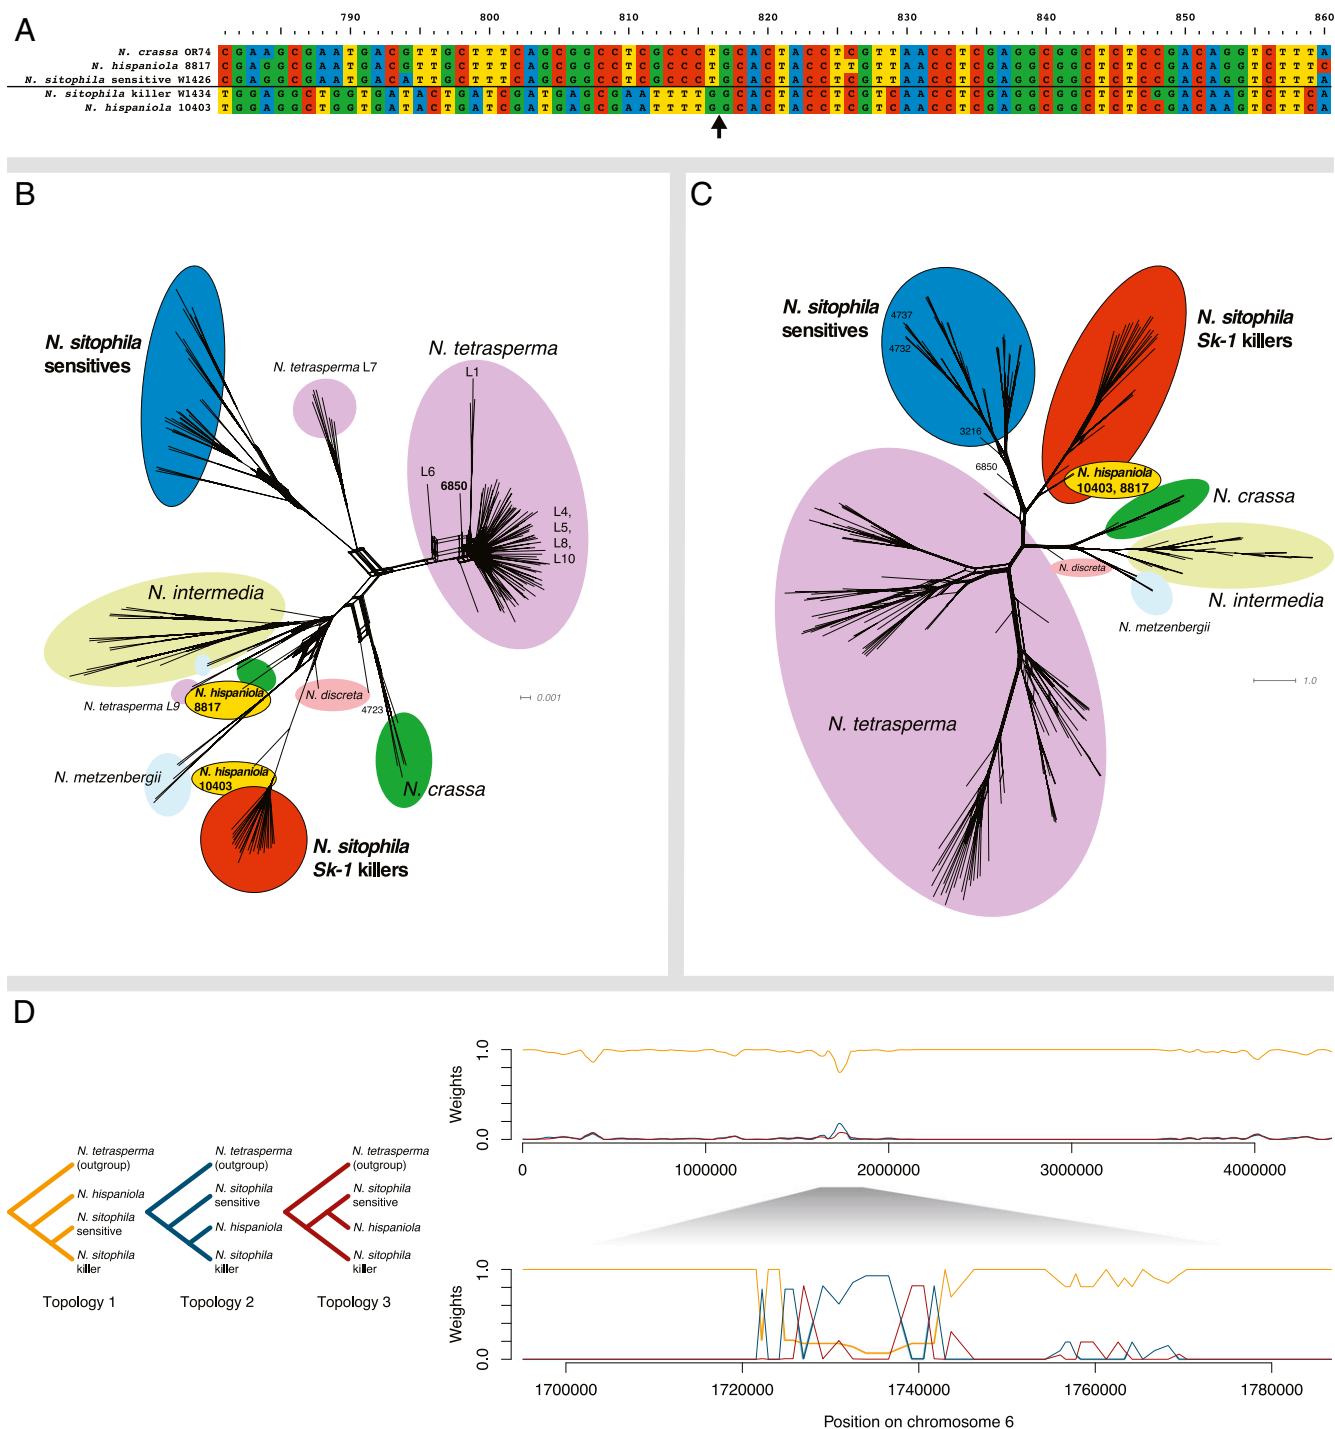 A
790 800 810 820 830 840 850 860
N. crassa OR74 CGAAGCGAATGACGTTGCTTTCAGCGGCCTCGCCCTGCACTACCTCGTTAACCTCGAGGCGGCTCTCCGACAGGTCTTTA
N. hispaniola 8817 CGAGGCGAATGACGTTGCTTTCAGCGGCCTCGCCCTGCACTACCTTGTTAACCTCGAGGCGGCTCTCCGACAGGTCTTTC
N. sitophila sensitive W1426 CGAGGCGAATGACATTGCTTTCAGCGGCCTCGCCCTGCACTACCTCGTTAACCTCGAGGCGGCTCTCCGACAGGTCTTTA
N. sitophila killer W1434 TGGAGGCTGGTGATACTGATCGATGAGCGAATTTTGGCACTACCTCGTCAACCTCGAGGCGGCTCTCGGACAAGTCTTCA
N. hispaniola 10403 TGGAGGCTGGTGATACTGATCGATGAGCGAATTTTGGCACTACCTCGTCAACCTCGAGGCGGCTCTCGGACAAGTCTTCA
B
N. sitophila
sensitives
N. tetrasperma L7
N. tetrasperma
L1
L6
6850
L4,
L5,
L8,
L10
N. intermedia
N. tetrasperma L9
N. hispaniola
8817
N. discreta
4723
0.001
N. metzenbergii
N. hispaniola
10403
N. crassa
N. sitophila
Sk-1 killers
C
N. sitophila
sensitives
4737
4732
3216
6850
N. sitophila
Sk-1 killers
N. hispaniola
10403, 8817
N. crassa
N. discreta
N. intermedia
N. metzenbergii
1.0
N. tetrasperma
D
N. tetrasperma
(outgroup)
N. hispaniola
N. sitophila
sensitive
N. sitophila
killer
Topology 1
N. tetrasperma
(outgroup)
N. sitophila
sensitive
N. hispaniola
N. sitophila
killer
Topology 2
N. tetrasperma
(outgroup)
N. sitophila
sensitive
N. hispaniola
N. sitophila
killer
Topology 3
Weights
1.0
0.0
0 1000000 2000000 3000000 4000000
Weights
1.0
0.0
1700000 1720000 1740000 1760000 1780000
Position on chromosome 6